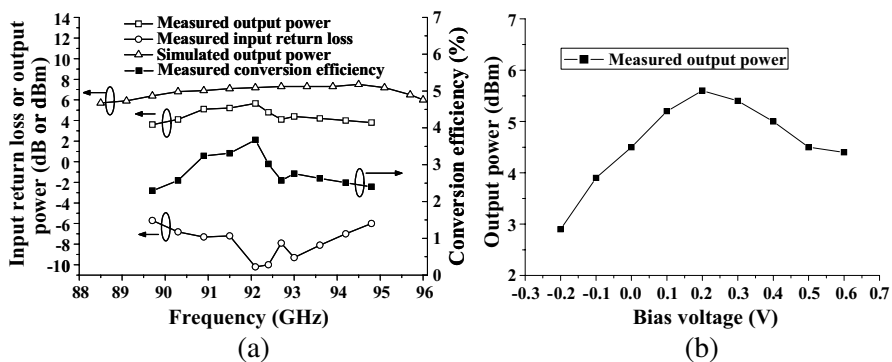 14
12
10
8
6
4
2
0
-2
-4
-6
-8
-10
Input return loss or output
power (dB or dBm)
Measured output power
Measured input return loss
Simulated output power
Measured conversion efficiency
7
6
5
4
3
2
1
0
Conversion efficiency (%)
88 89 90 91 92 93 94 95 96
Frequency (GHz)
(a)
7
6
5
4
3
2
Output power (dBm)
Measured output power
-0.3 -0.2 -0.1 0.0 0.1 0.2 0.3 0.4 0.5 0.6 0.7
Bias voltage (V)
(b)